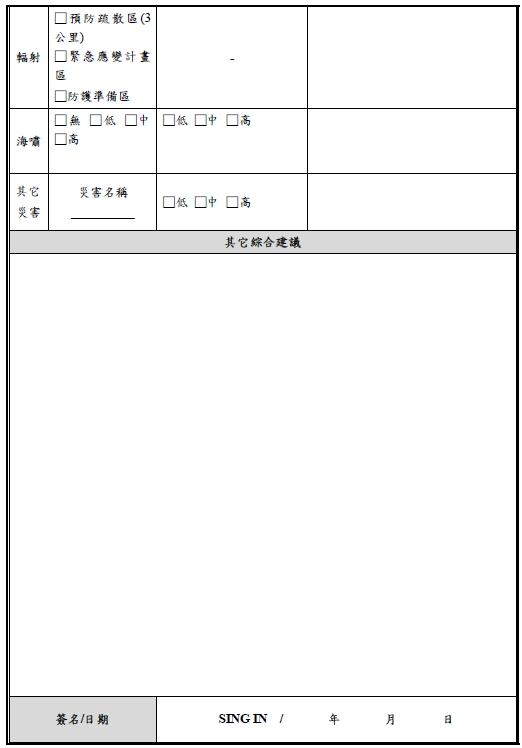 輻射
□預防疏散區(3
公里)
□緊急應變計畫
區
□防護準備區
-
海嘯
□無 □低 □中
□高
□低 □中 □高
其它
災害
災害名稱
__________
□低 □中 □高
其它綜合建議
簽名/日期
SING IN / 年 月 日